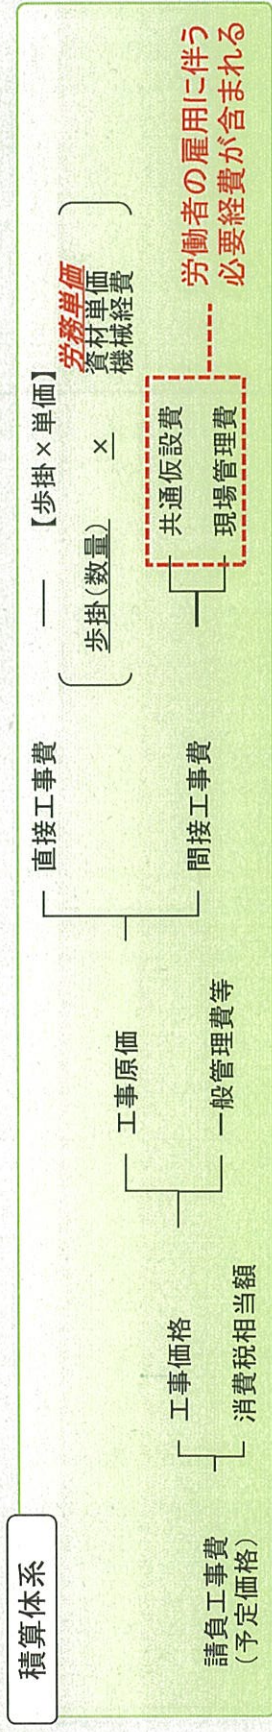 積算体系
請負工事費
(予定価格)
工事価格
消費税相当額
工事原価
一般管理費等
直接工事費
間接工事費
【歩掛×単価】
歩掛(数量)
×
労務単価
資材単価
機械経費
共通仮設費
現場管理費
労働者の雇用に伴う
必要経費が含まれる